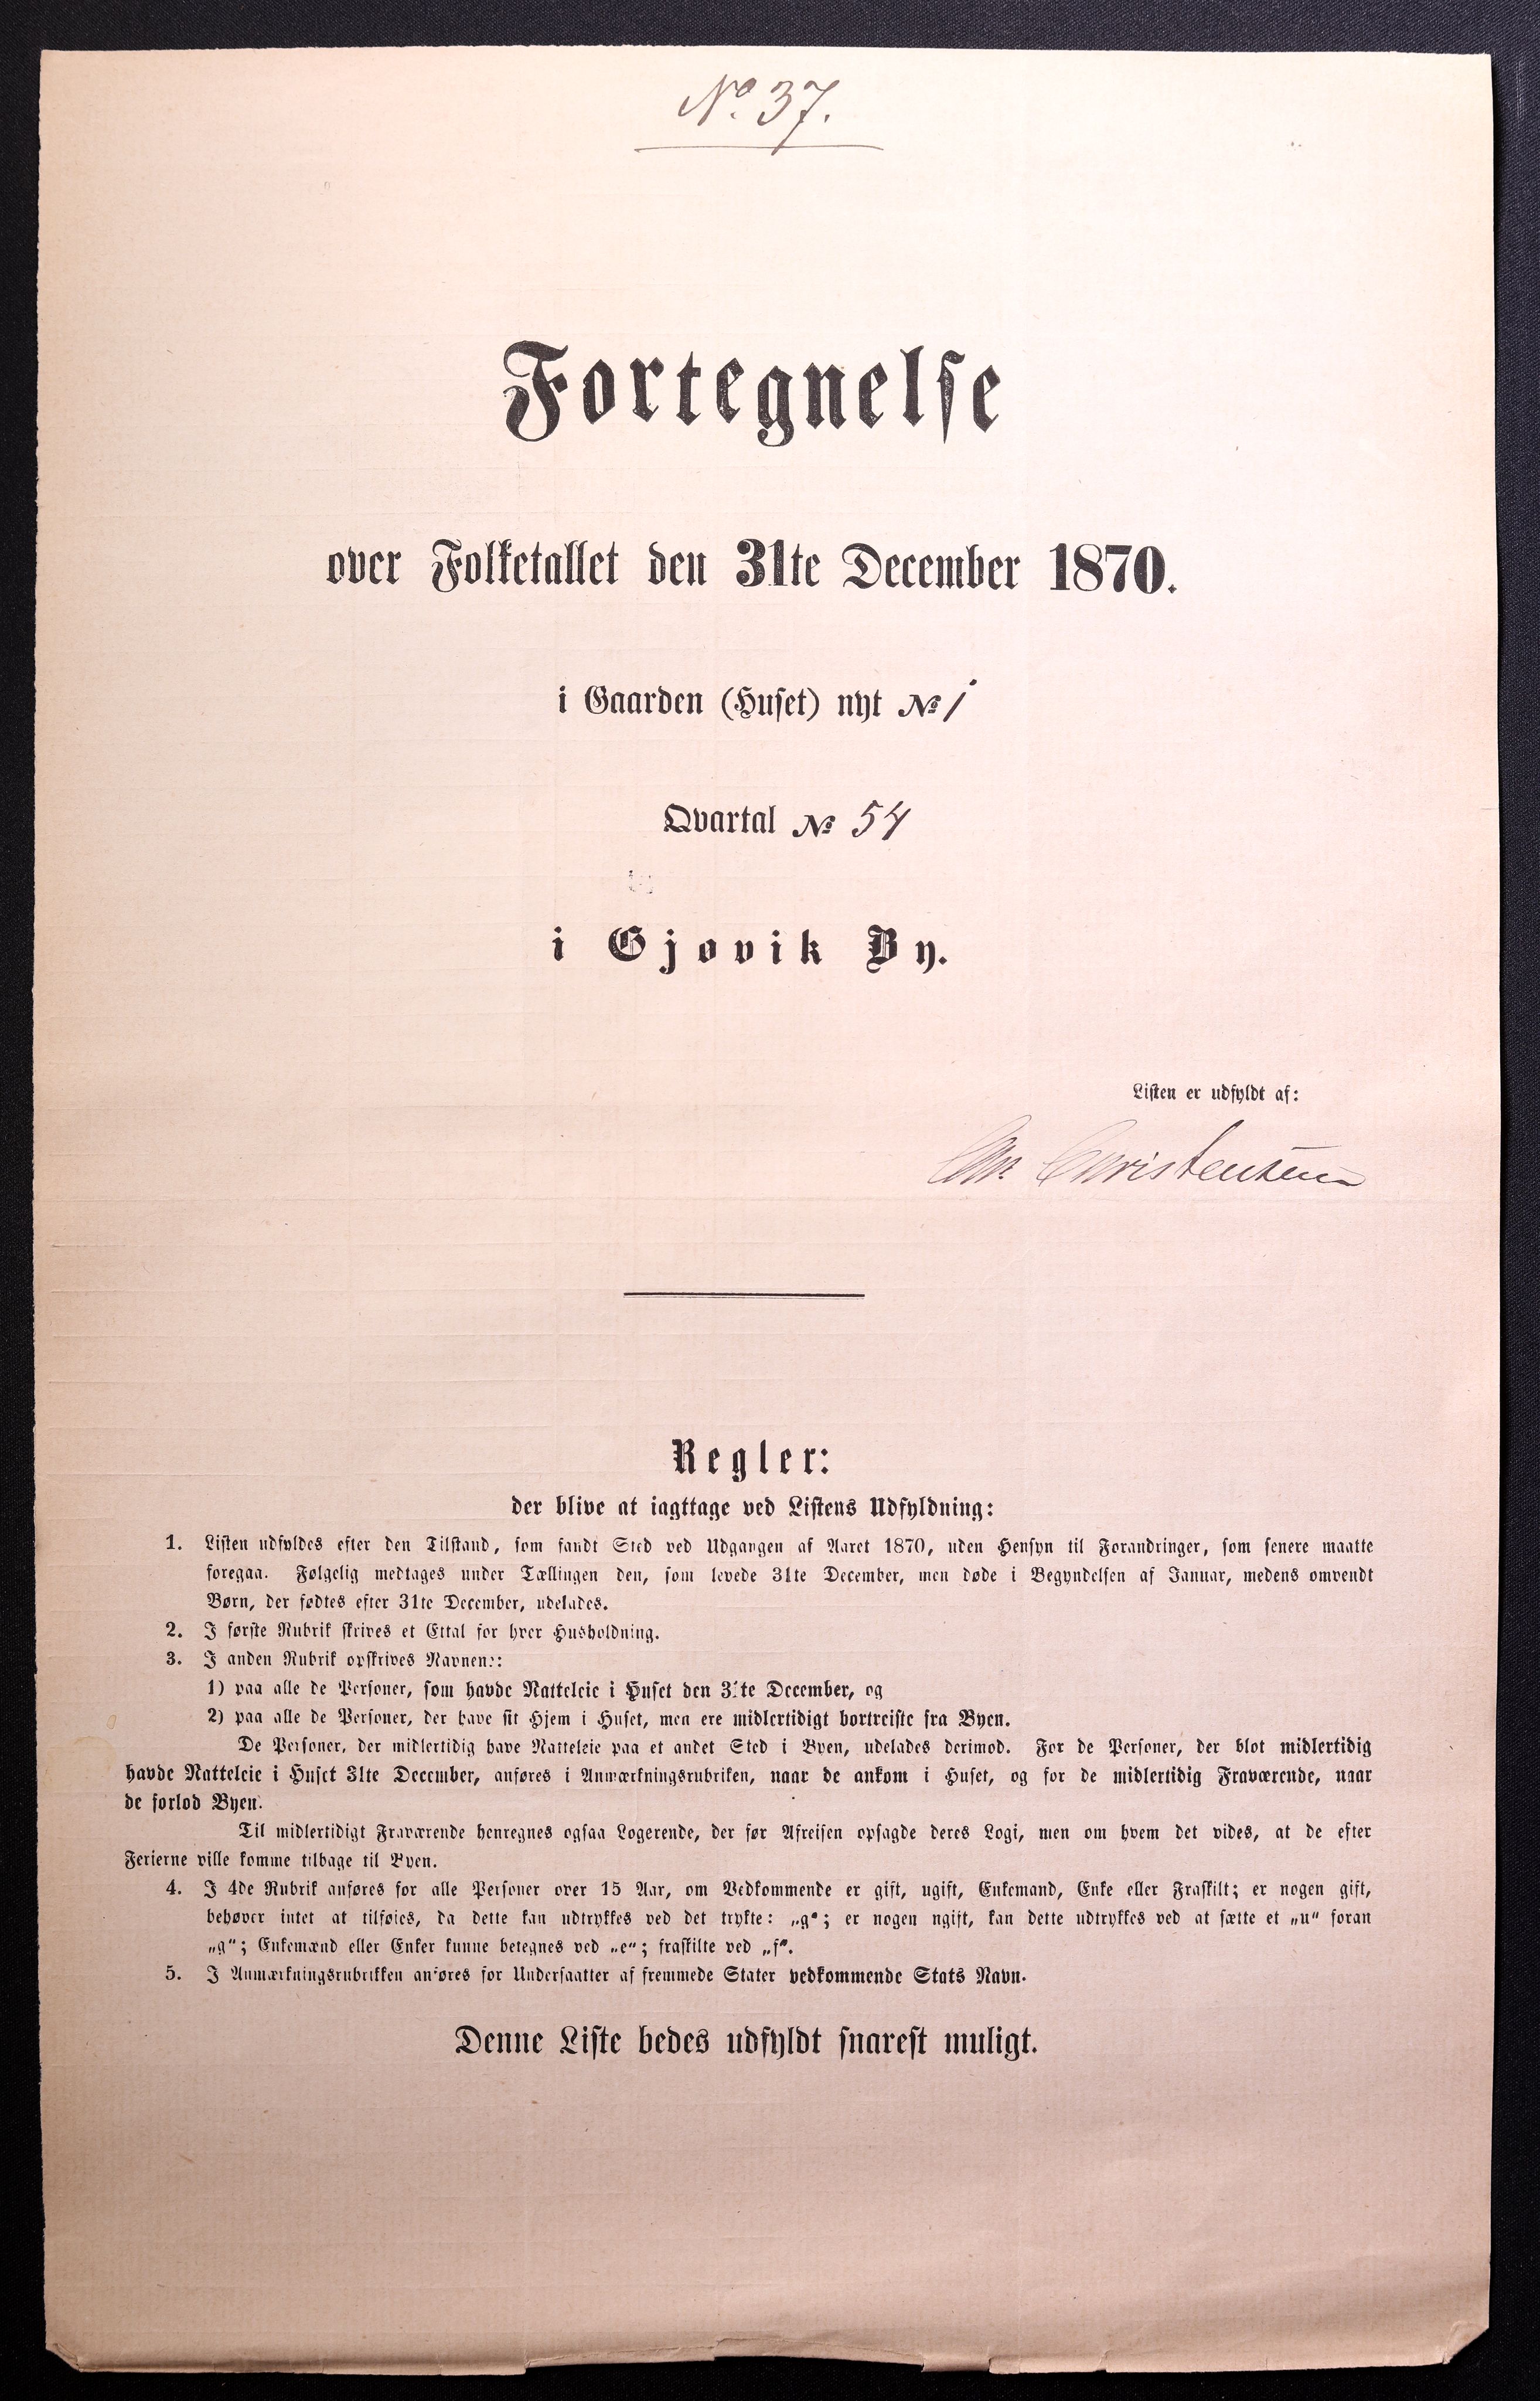 No. 37.
Fortegnelse
over Folketallet den 31te December 1870.
i Gaarden (Huset) nyt No 1
Qvartal No 54
i Gjøvik By.
Listen er udfyldt af:
Chr. Christensen
Regler:
der blive at iagttage ved Listens Udfyldning:
1. Listen udfyldes efter den Tilstand, som fandt Sted ved Udgangen af Aaret 1870, uden Hensyn til Forandringer, som senere maatte
foregaa. Følgelig medtages under Tællingen den, som levede 31te December, men døde i Begyndelsen af Januar, medens omvendt
Børn, der fødtes efter 31te December, udelades.
2. I første Rubrik skrives et Ettal for hver Husholdning.
3. I anden Rubrik opskrives Navnene:
1) paa alle de Personer, som havde Natteleie i Huset den 31te December, og
2) paa alle de Personer, der have sit Hjem i Huset, men ere midlertidigt bortreiste fra Byen.
De Personer, der midlertidig have Natteleie paa et andet Sted i Byen, udelades derimod. For de Personer, der blot midlertidig
havde Natteleie i Huset 31te December, anføres i Anmærkningsrubriken, naar de ankom i Huset, og for de midlertidig Fraværende, naar
de forlod Byen.
Til midlertidigt Fraværende henregnes ogsaa Logerende, der før Afreisen opsagde deres Logi, men om hvem det vides, at de efter
Ferierne ville komme tilbage til Byen.
4. I 4de Rubrik anføres for alle Personer over 15 Aar, om Vedkommende er gift, ugift, Enkemand, Enke eller Fraskilt; er nogen gift,
behøver intet at tilføies, da dette kan udtrykkes ved det trykte: „g“; er nogen ngift, kan dette udtrykkes ved at sætte et „u“ foran
„g“; Enkemænd eller Enker kunne betegnes ved „e“; fraskilte ved „f“.
5. I Anmærkningsrubrikken anføres for Undersaatter af fremmede Stater vedkommende Stats Navn.
Denne Liste bedes udfyldt snarest muligt.